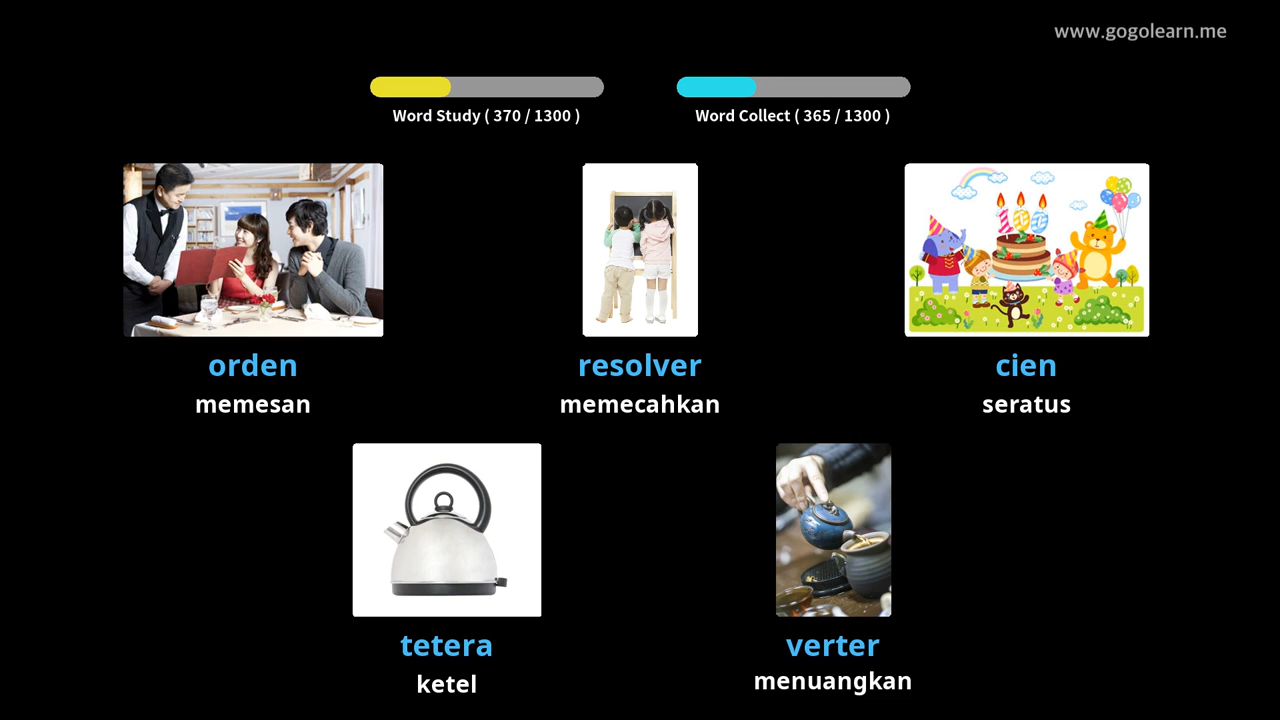 www.gogolearn.me
Word Study ( 370 / 1300 )
Word Collect ( 365 / 1300 )
100
orden
memesan
resolver
memecahkan
cien
seratus
tetera
ketel
verter
menuangkan